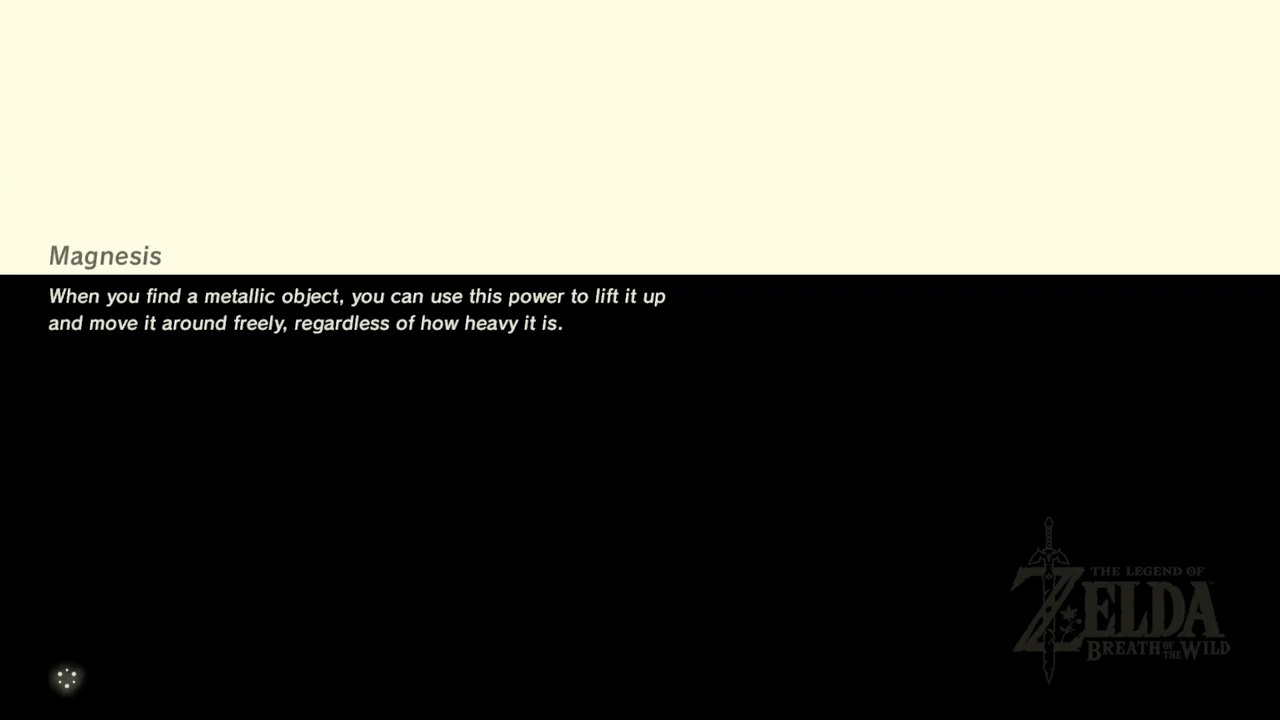 Magnesis
When you find a metallic object, you can use this power to lift it up
and move it around freely, regardless of how heavy it is.
THE LEGEND OF
ZELDA
BREATH OF THE WILD